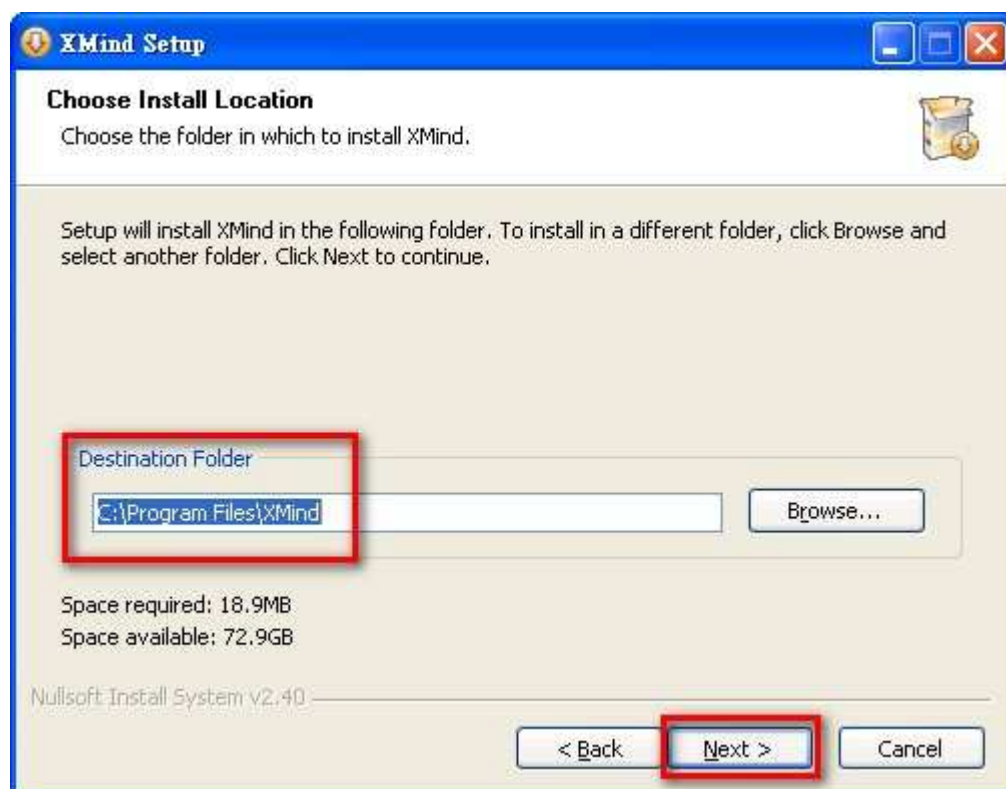 XMind Setup
Choose Install Location
Choose the folder in which to install XMind.
Setup will install XMind in the following folder. To install in a different folder, click Browse and
select another folder. Click Next to continue.
Destination Folder
C:\Program Files\XMind
Browse...
Space required: 18.9MB
Space available: 72.9GB
Nullsoft Install System v2.40
< Back Next > Cancel